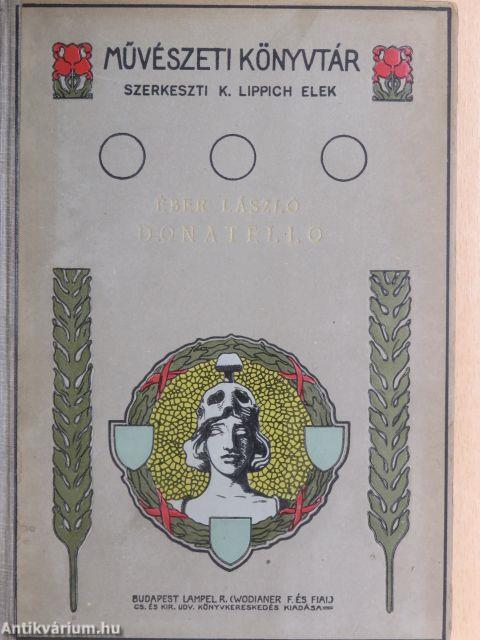 MŰVÉSZETI KÖNYVTÁR
SZERKESZTI K. LIPPICH ELEK
ÉBER LÁSZLÓ
DONATELLO
BUDAPEST LAMPEL R. (WODIANER F. ÉS FIAI.)
CS. ÉS KIR. UDV. KÖNYVKERESKEDÉS KIADÁSA
Antikvárium.hu